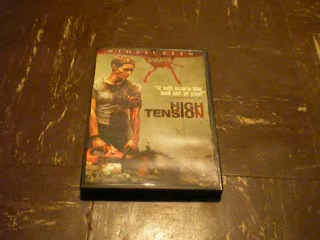 WIDESCREEN
"It will scare the
hell out of you!"
HIGH
TENSION